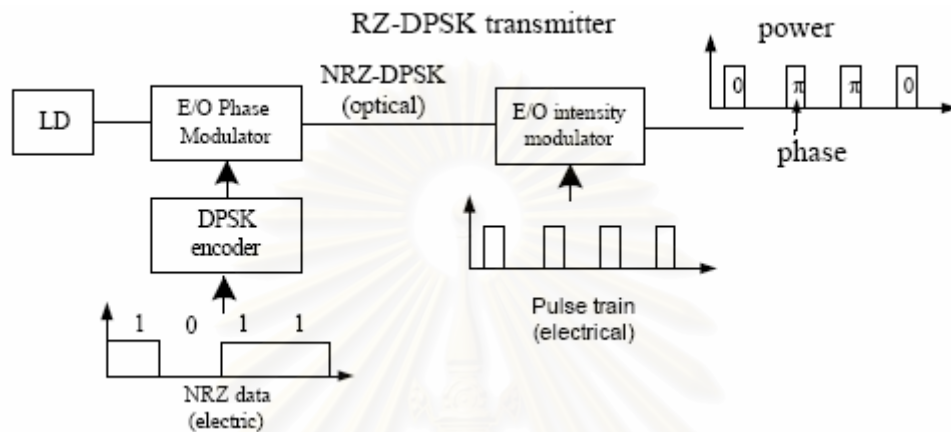 RZ-DPSK transmitter
power
NRZ-DPSK
(optical)
0 π π 0
LD
E/O Phase
Modulator
E/O intensity
modulator
phase
DPSK
encoder
1 0 1 1
Pulse train
(electrical)
NRZ data
(electric)